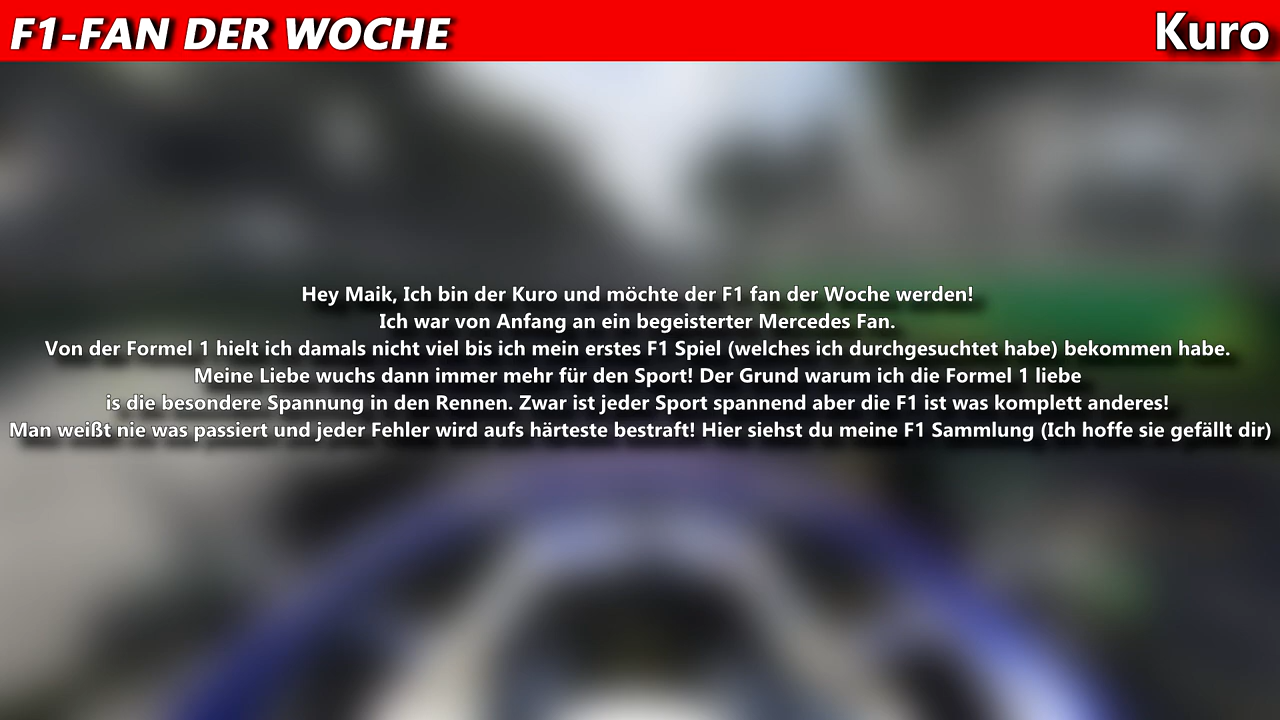 F1-FAN DER WOCHE
Kuro
Hey Maik, Ich bin der Kuro und möchte der F1 fan der Woche werden!
Ich war von Anfang an ein begeisterter Mercedes Fan.
Von der Formel 1 hielt ich damals nicht viel bis ich mein erstes F1 Spiel (welches ich durchgesuchtet habe) bekommen habe.
Meine Liebe wuchs dann immer mehr für den Sport! Der Grund warum ich die Formel 1 liebe
is die besondere Spannung in den Rennen. Zwar ist jeder Sport spannend aber die F1 ist was komplett anderes!
Man weißt nie was passiert und jeder Fehler wird aufs härteste bestraft! Hier siehst du meine F1 Sammlung (Ich hoffe sie gefällt dir)